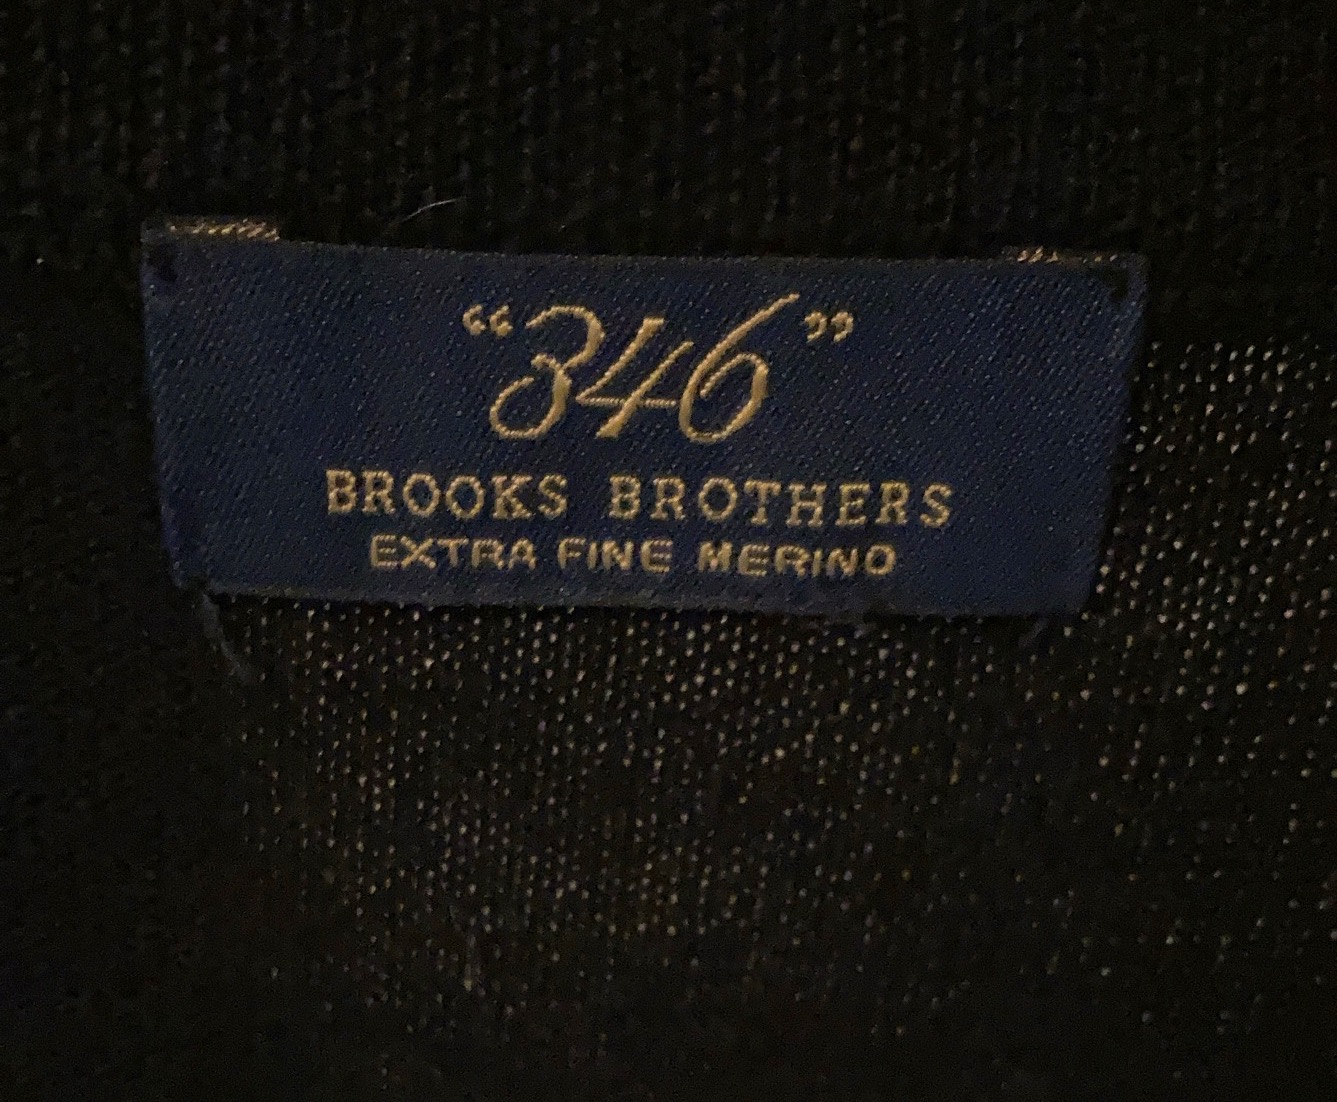 “346”
BROOKS BROTHERS
EXTRA FINE MERINO